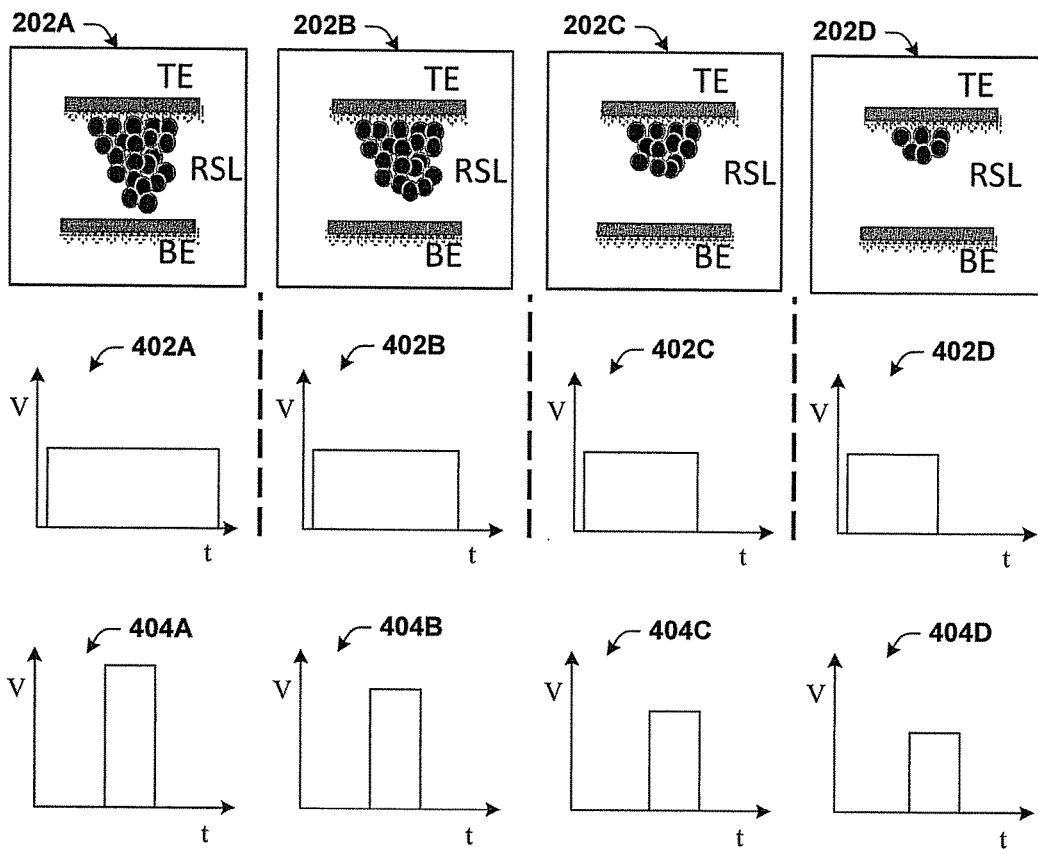 202A 202B 202C 202D
TE TE TE TE
RSL RSL RSL RSL
BE BE BE BE
402A 402B 402C 402D
V V V V
t t t t
404A 404B 404C 404D
V V V V
t t t t